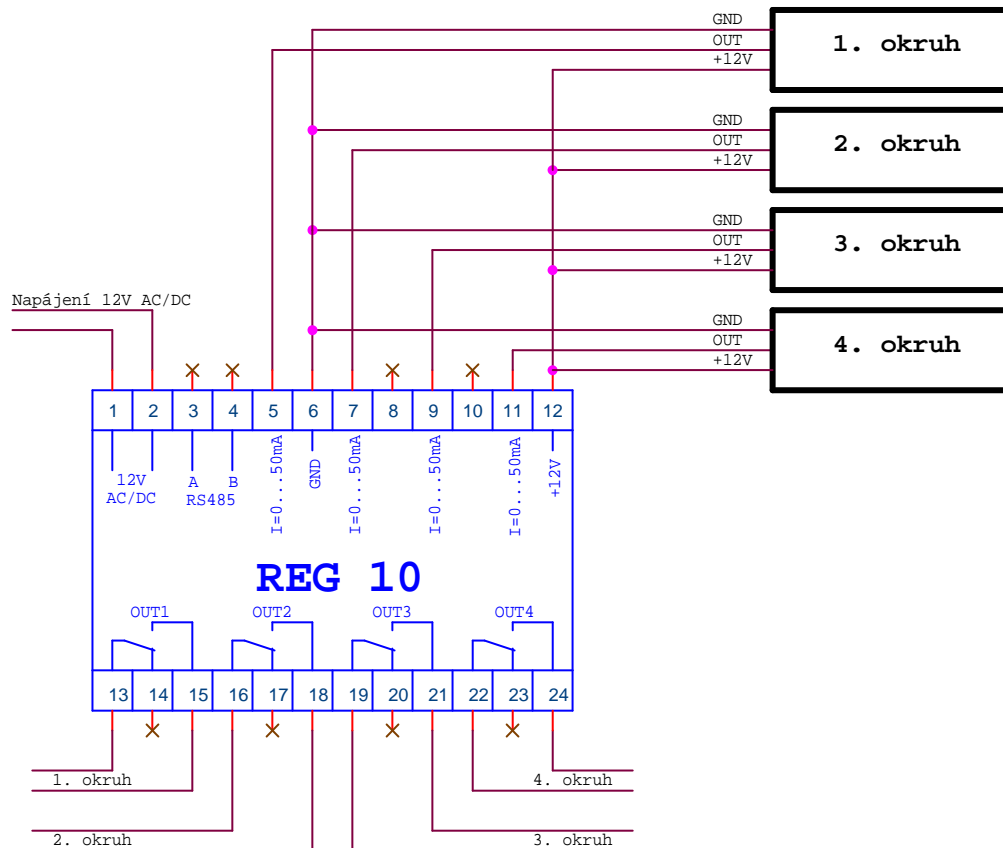 GND
OUT
+12V
1. okruh
GND
OUT
+12V
2. okruh
GND
OUT
+12V
3. okruh
GND
OUT
+12V
4. okruh
Napájení 12V AC/DC
1 2 3 4 5 6 7 8 9 10 11 12
12V
AC/DC
A B
RS485
I=0...50mA
GND
I=0...50mA
I=0...50mA
I=0...50mA
+12V
REG 10
OUT1 OUT2 OUT3 OUT4
13 14 15 16 17 18 19 20 21 22 23 24
1. okruh
4. okruh
2. okruh
3. okruh